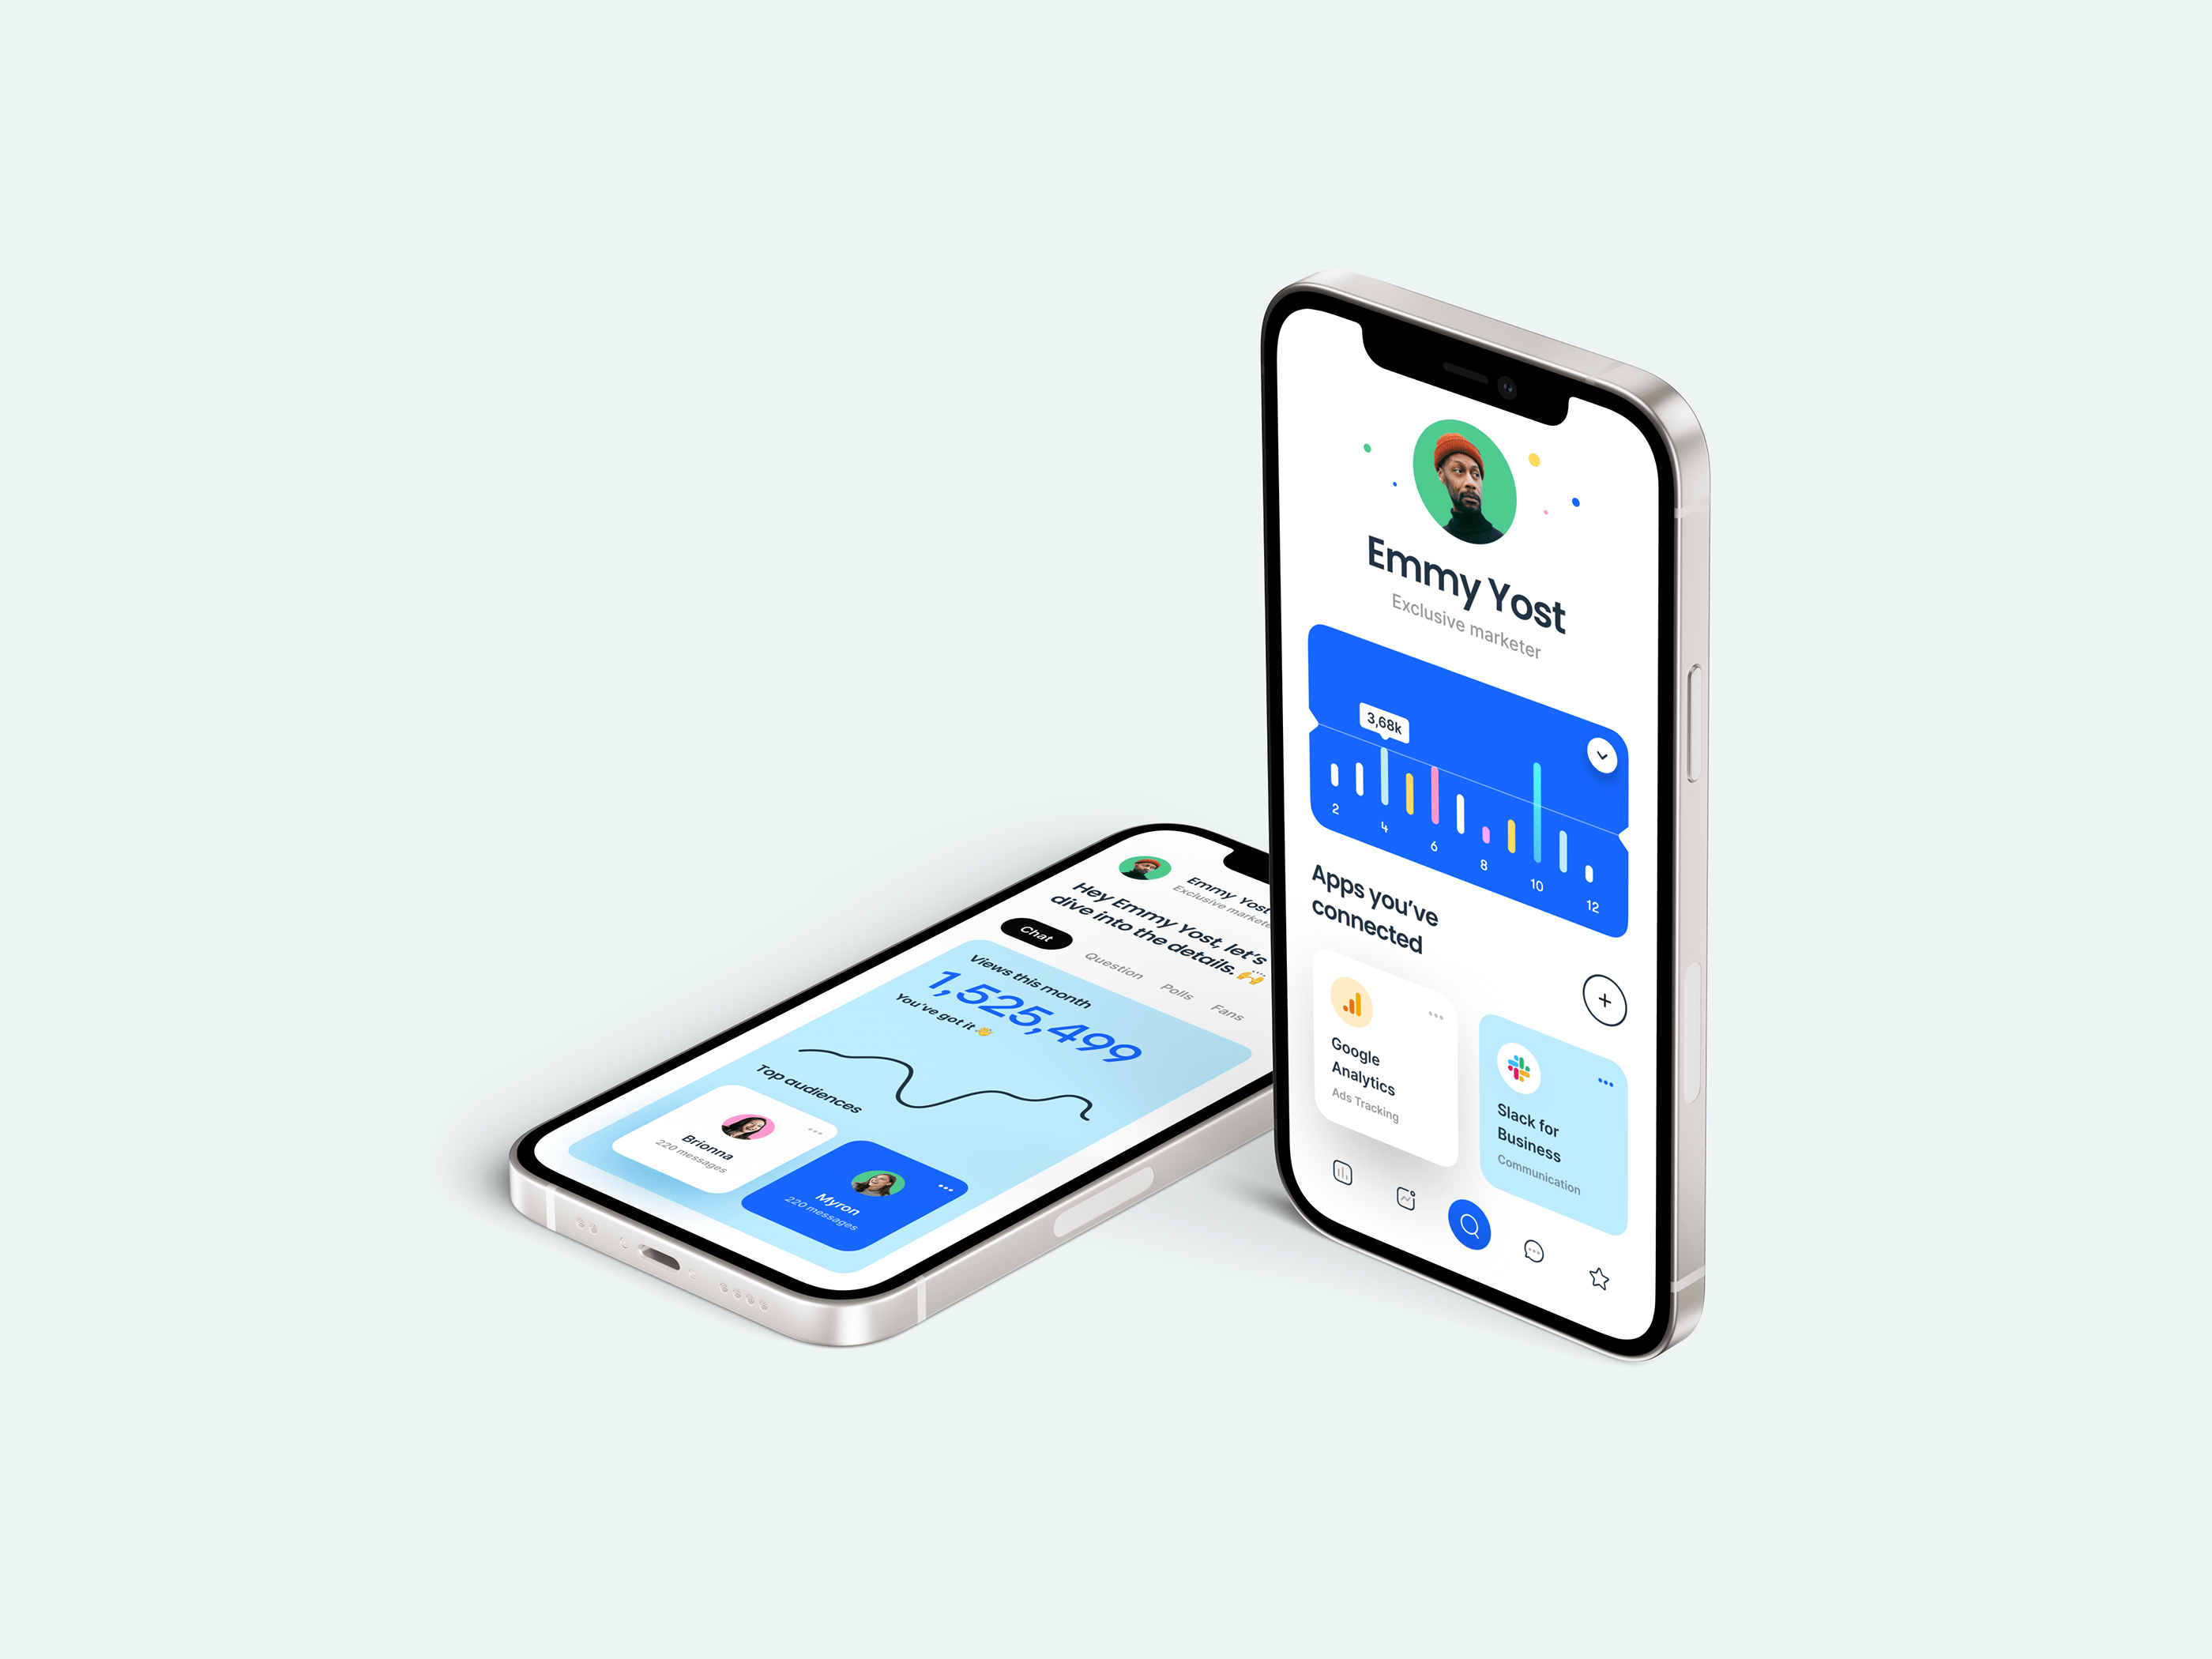 Emmy Yost
Exclusive markete
Hey Emmy Yost, let's
dive into the details. 🙌
Chat
Question
Polls
Fans
Views this month
1,525,499
You've got it 👋
Top audiences
Brionna
220 messages
Myron
220 messages
Emmy Yost
Exclusive marketer
3,68k
2
4
6
8
10
12
Apps you've
connected
Google
Analytics
Ads Tracking
Slack for
Business
Communication